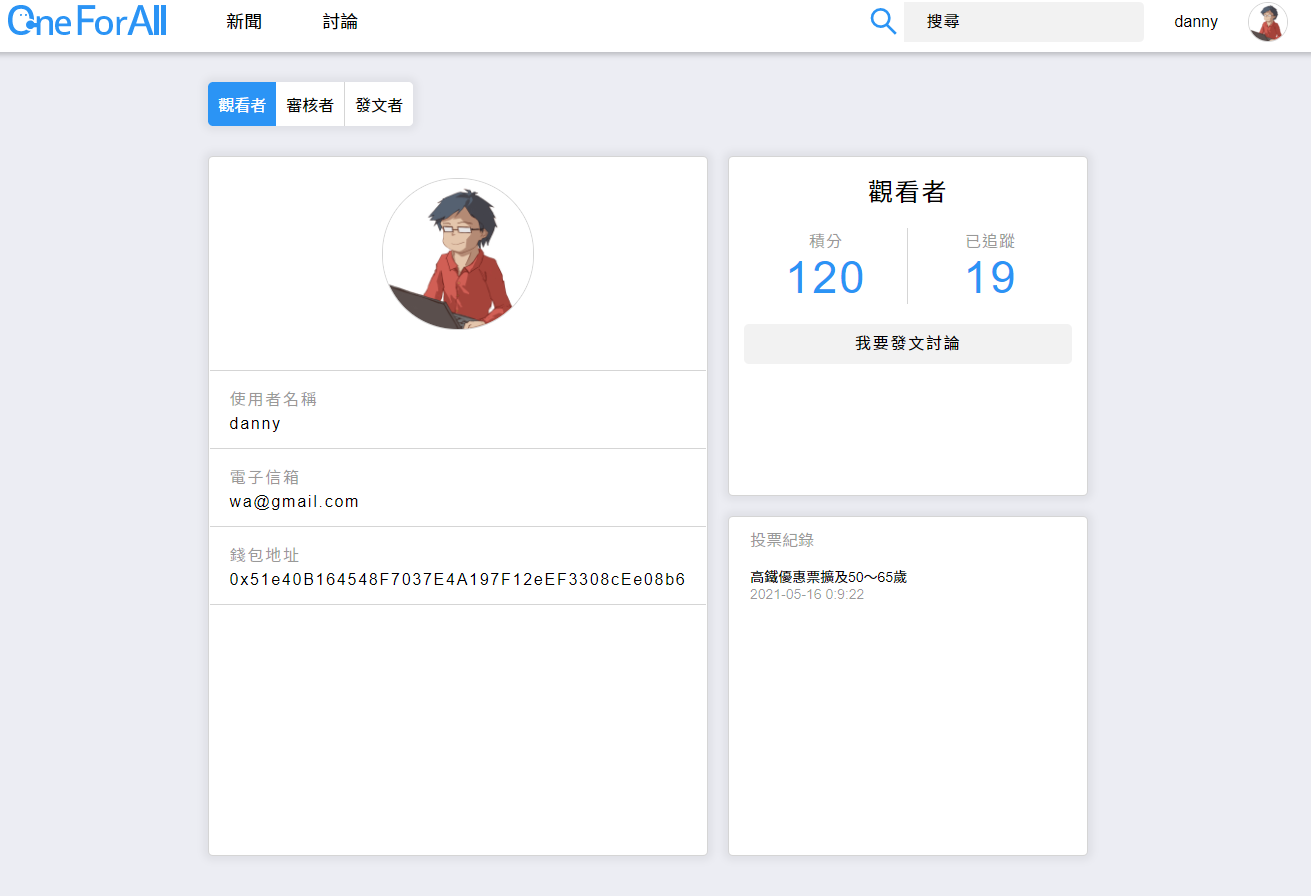 OneForAll
新聞
討論
搜尋
danny
觀看者
審核者
發文者
使用者名稱
danny
電子信箱
wa@gmail.com
錢包地址
0x51e40B164548F7037E4A197F12eEF3308cEe08b6
觀看者
積分
120
已追蹤
19
我要發文討論
投票紀錄
高鐵優惠票擴及50～65歲
2021-05-16 0:9:22